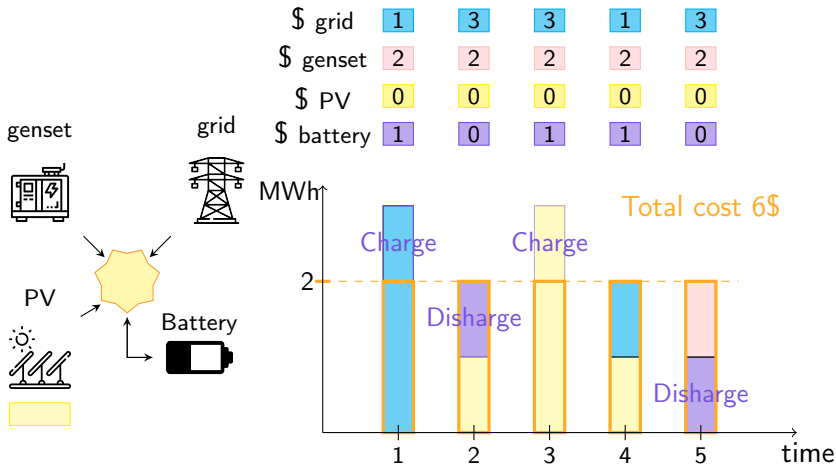 $ grid 1 3 3 1 3
$ genset 2 2 2 2 2
$ PV 0 0 0 0 0
$ battery 1 0 1 1 0
genset
grid
PV
Battery
MWh
Total cost 6$
Charge
Charge
2
Disharge
Disharge
1 2 3 4 5
time